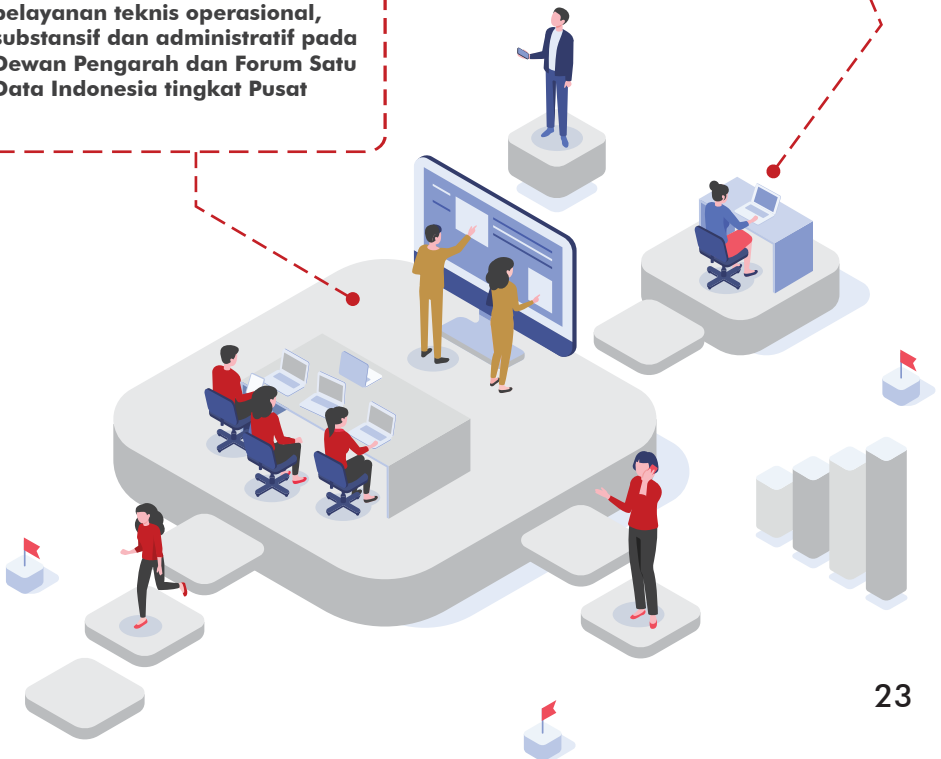 pelayanan teknis operasional,
substansif dan administratif pada
Dewan Pengarah dan Forum Satu
Data Indonesia tingkat Pusat
23